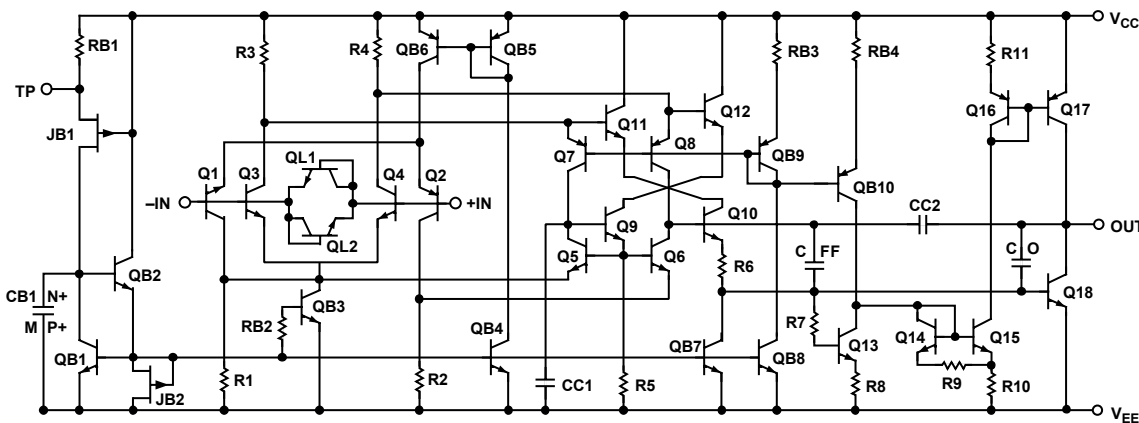 V_CC
RB1
R3
R4
QB6
QB5
RB3
RB4
R11
TP
Q16
Q17
JB1
Q11
Q12
QL1
Q7
Q8
QB9
Q1
Q3
Q4
Q2
QB10
–IN
+IN
CC2
QL2
Q9
Q10
OUT
Q5
Q6
C FF
C O
QB2
R6
CB1 N+
M P+
QB3
Q18
RB2
R7
Q14
Q15
QB1
QB4
QB7
QB8
Q13
R9
R1
R2
CC1
R5
R8
R10
JB2
V_EE